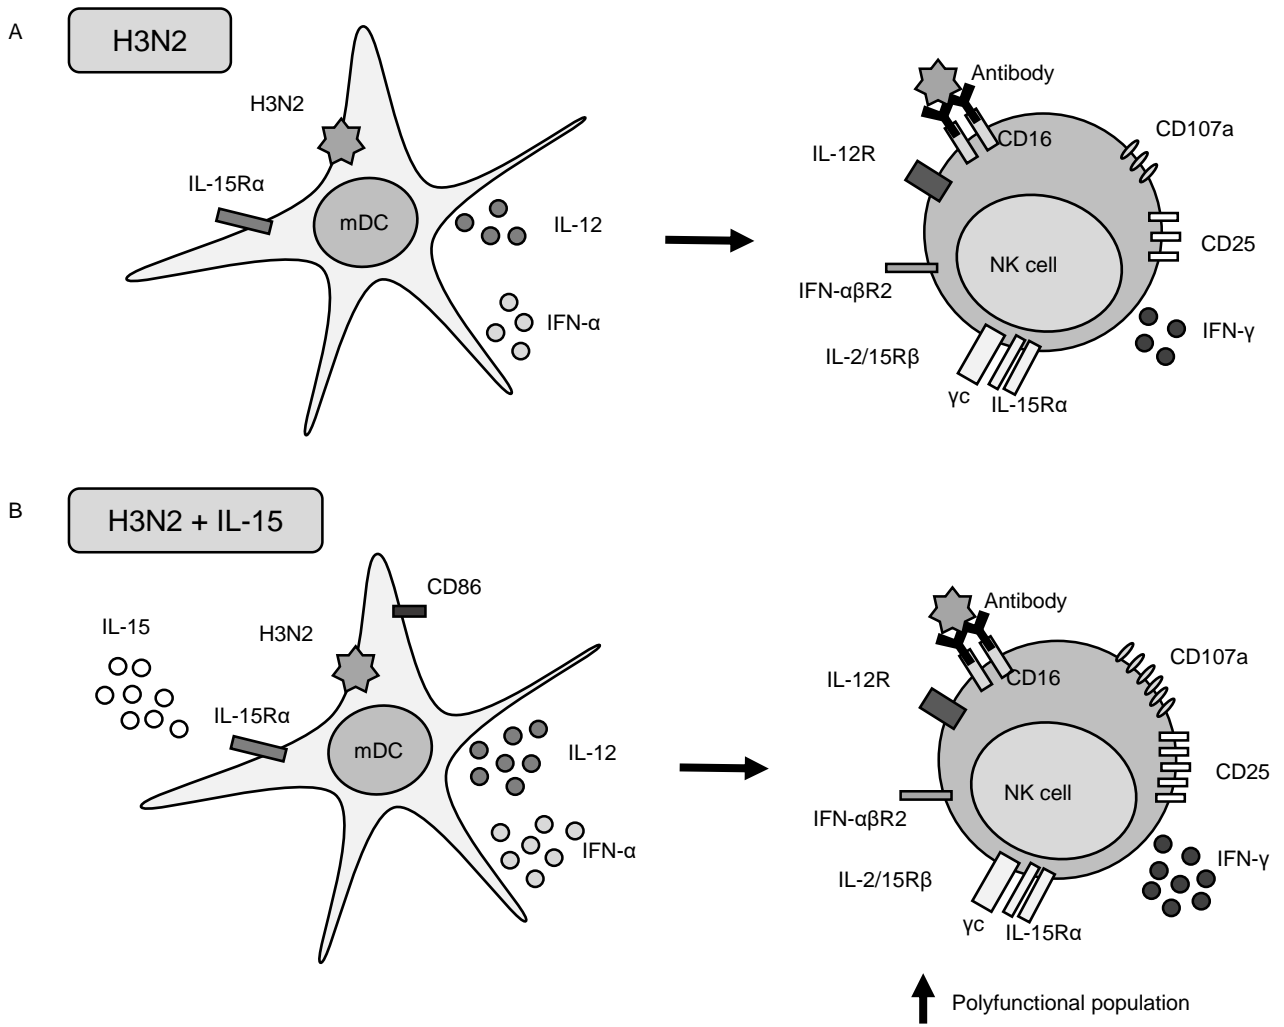 A
H3N2
H3N2
IL-15Rα
mDC
IL-12
IFN-α
Antibody
CD16
CD107a
IL-12R
CD25
NK cell
IFN-αβR2
IFN-γ
IL-2/15Rβ
γc
IL-15Rα
B
H3N2 + IL-15
CD86
IL-15
H3N2
IL-15Rα
mDC
IL-12
IFN-α
Antibody
CD16
CD107a
IL-12R
CD25
NK cell
IFN-αβR2
IFN-γ
IL-2/15Rβ
γc
IL-15Rα
Polyfunctional population